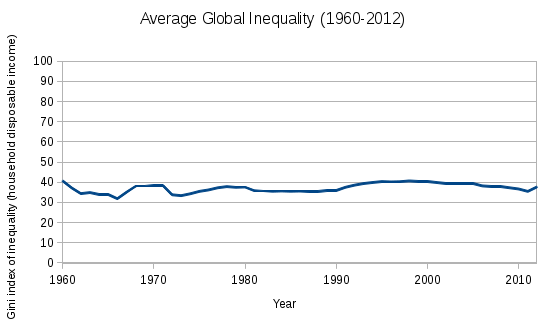 Average Global Inequality (1960-2012)
Gini index of inequality (household disposable income)
100
90
80
70
60
50
40
30
20
10
0
1960 1970 1980 1990 2000 2010
Year